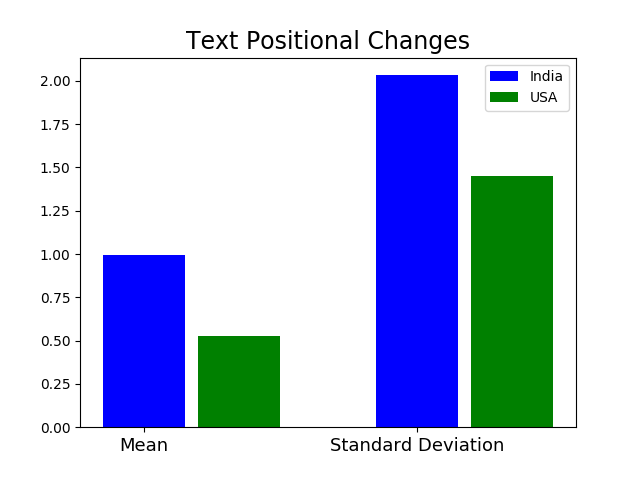 Text Positional Changes
India
USA
2.00
1.75
1.50
1.25
1.00
0.75
0.50
0.25
0.00
Mean Standard Deviation